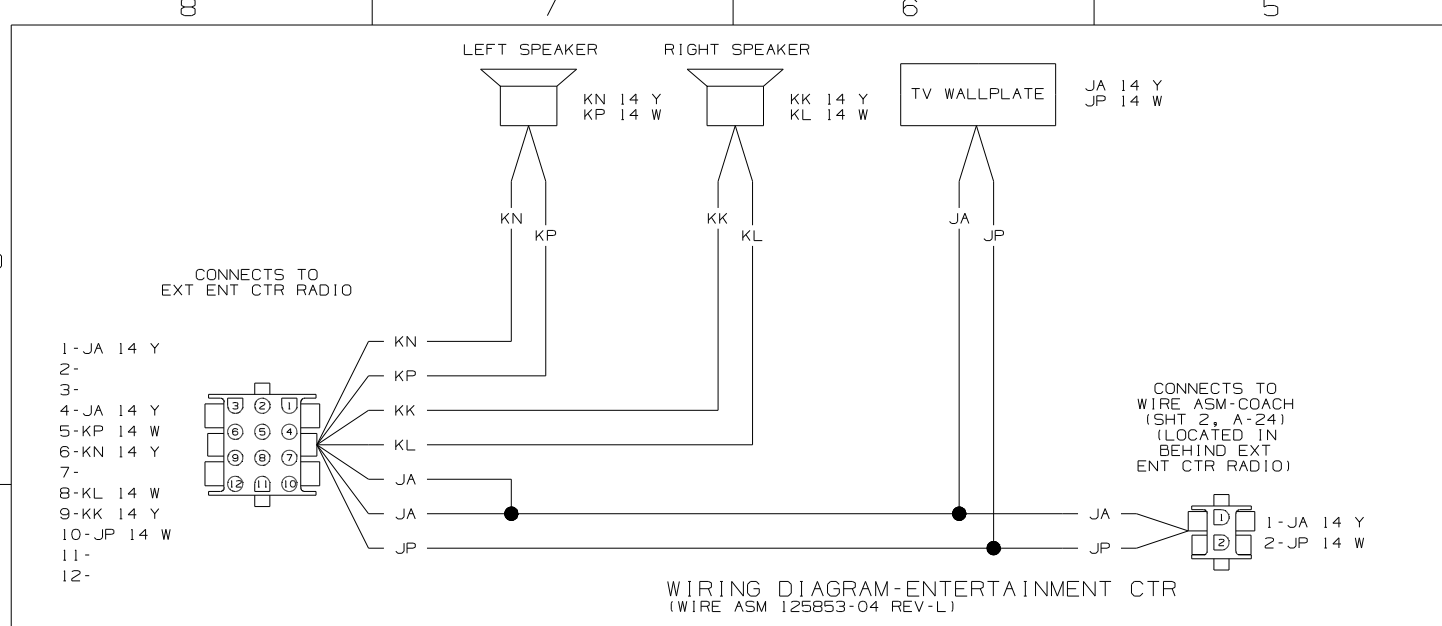 8 7 6 5
LEFT SPEAKER
KN 14 Y
KP 14 W
RIGHT SPEAKER
KK 14 Y
KL 14 W
TV WALLPLATE
JA 14 Y
JP 14 W
KN
KP
KK
KL
JA
JP
CONNECTS TO
EXT ENT CTR RADIO
1-JA 14 Y
2-
3-
4-JA 14 Y
5-KP 14 W
6-KN 14 Y
7-
8-KL 14 W
9-KK 14 Y
10-JP 14 W
11-
12-
3 2 1
6 5 4
9 8 7
12 11 10
KN
KP
KK
KL
JA
JA
JP
JA
JP
CONNECTS TO
WIRE ASM-COACH
(SHT 2, A-24)
(LOCATED IN
BEHIND EXT
ENT CTR RADIO)
1
2
1-JA 14 Y
2-JP 14 W
WIRING DIAGRAM-ENTERTAINMENT CTR
(WIRE ASM 125853-04 REV-L)